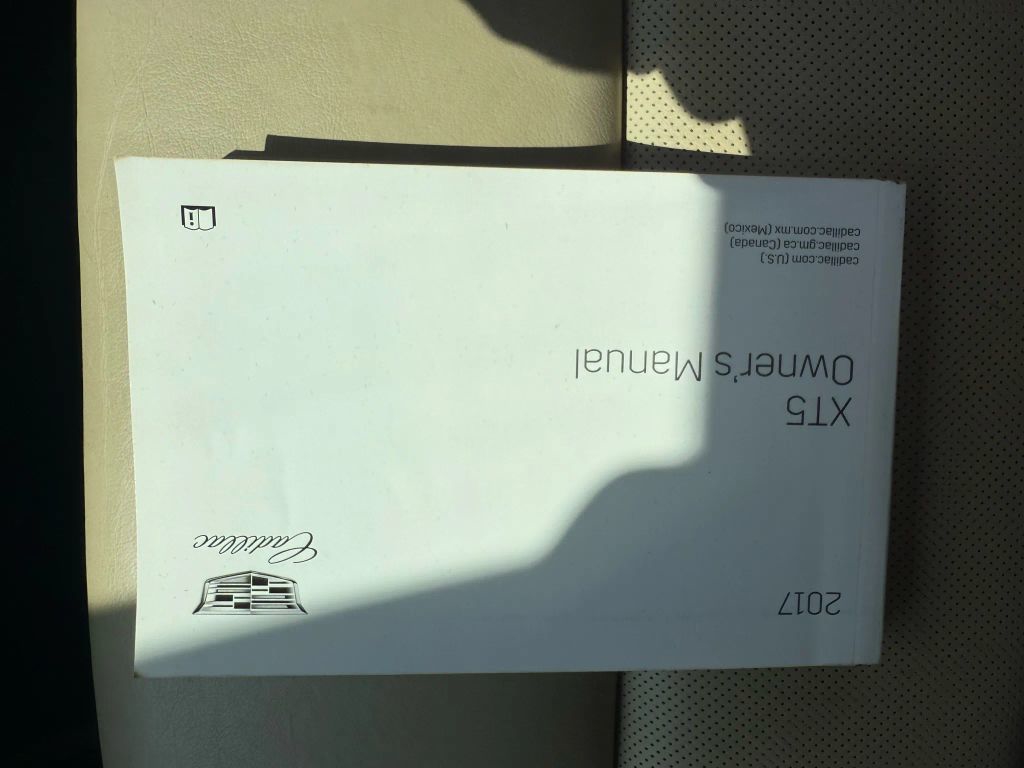 2017
Cadillac
XT5
Owner's Manual
cadillac.com (U.S.)
cadillac.gm.ca (Canada)
cadillac.com.mx (Mexico)